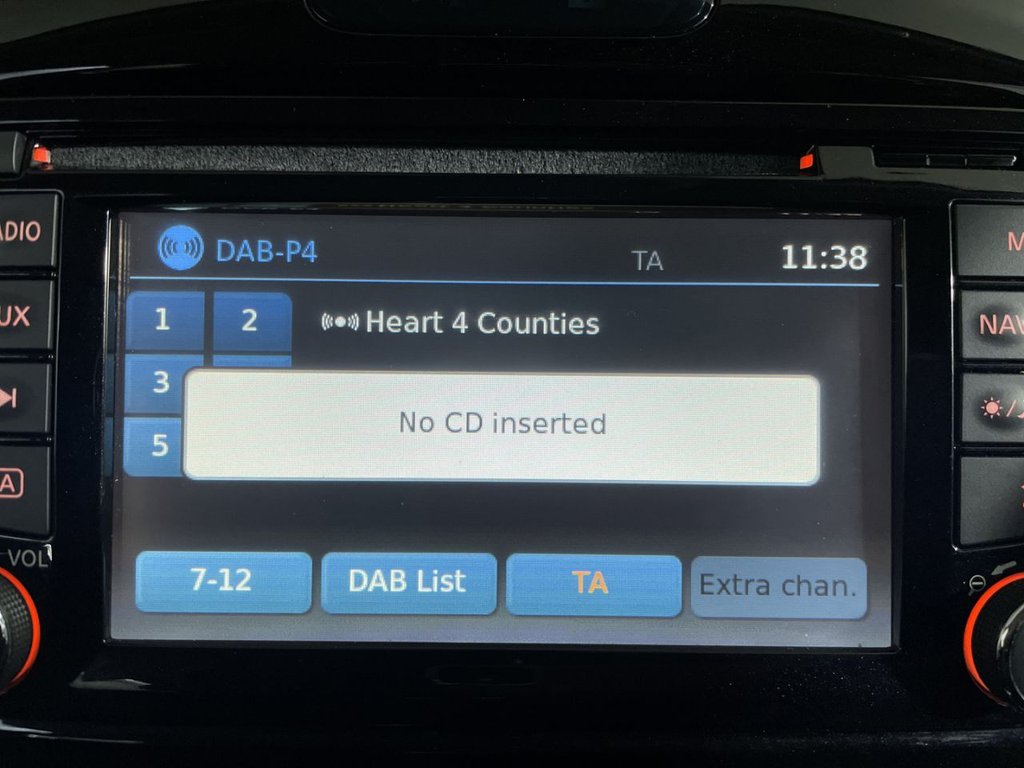 DAB-P4 TA 11:38
1 2 Heart 4 Counties
3
No CD inserted
5
7-12 DAB List TA Extra chan.
ADIO
UX
A
VOL
M
NAV